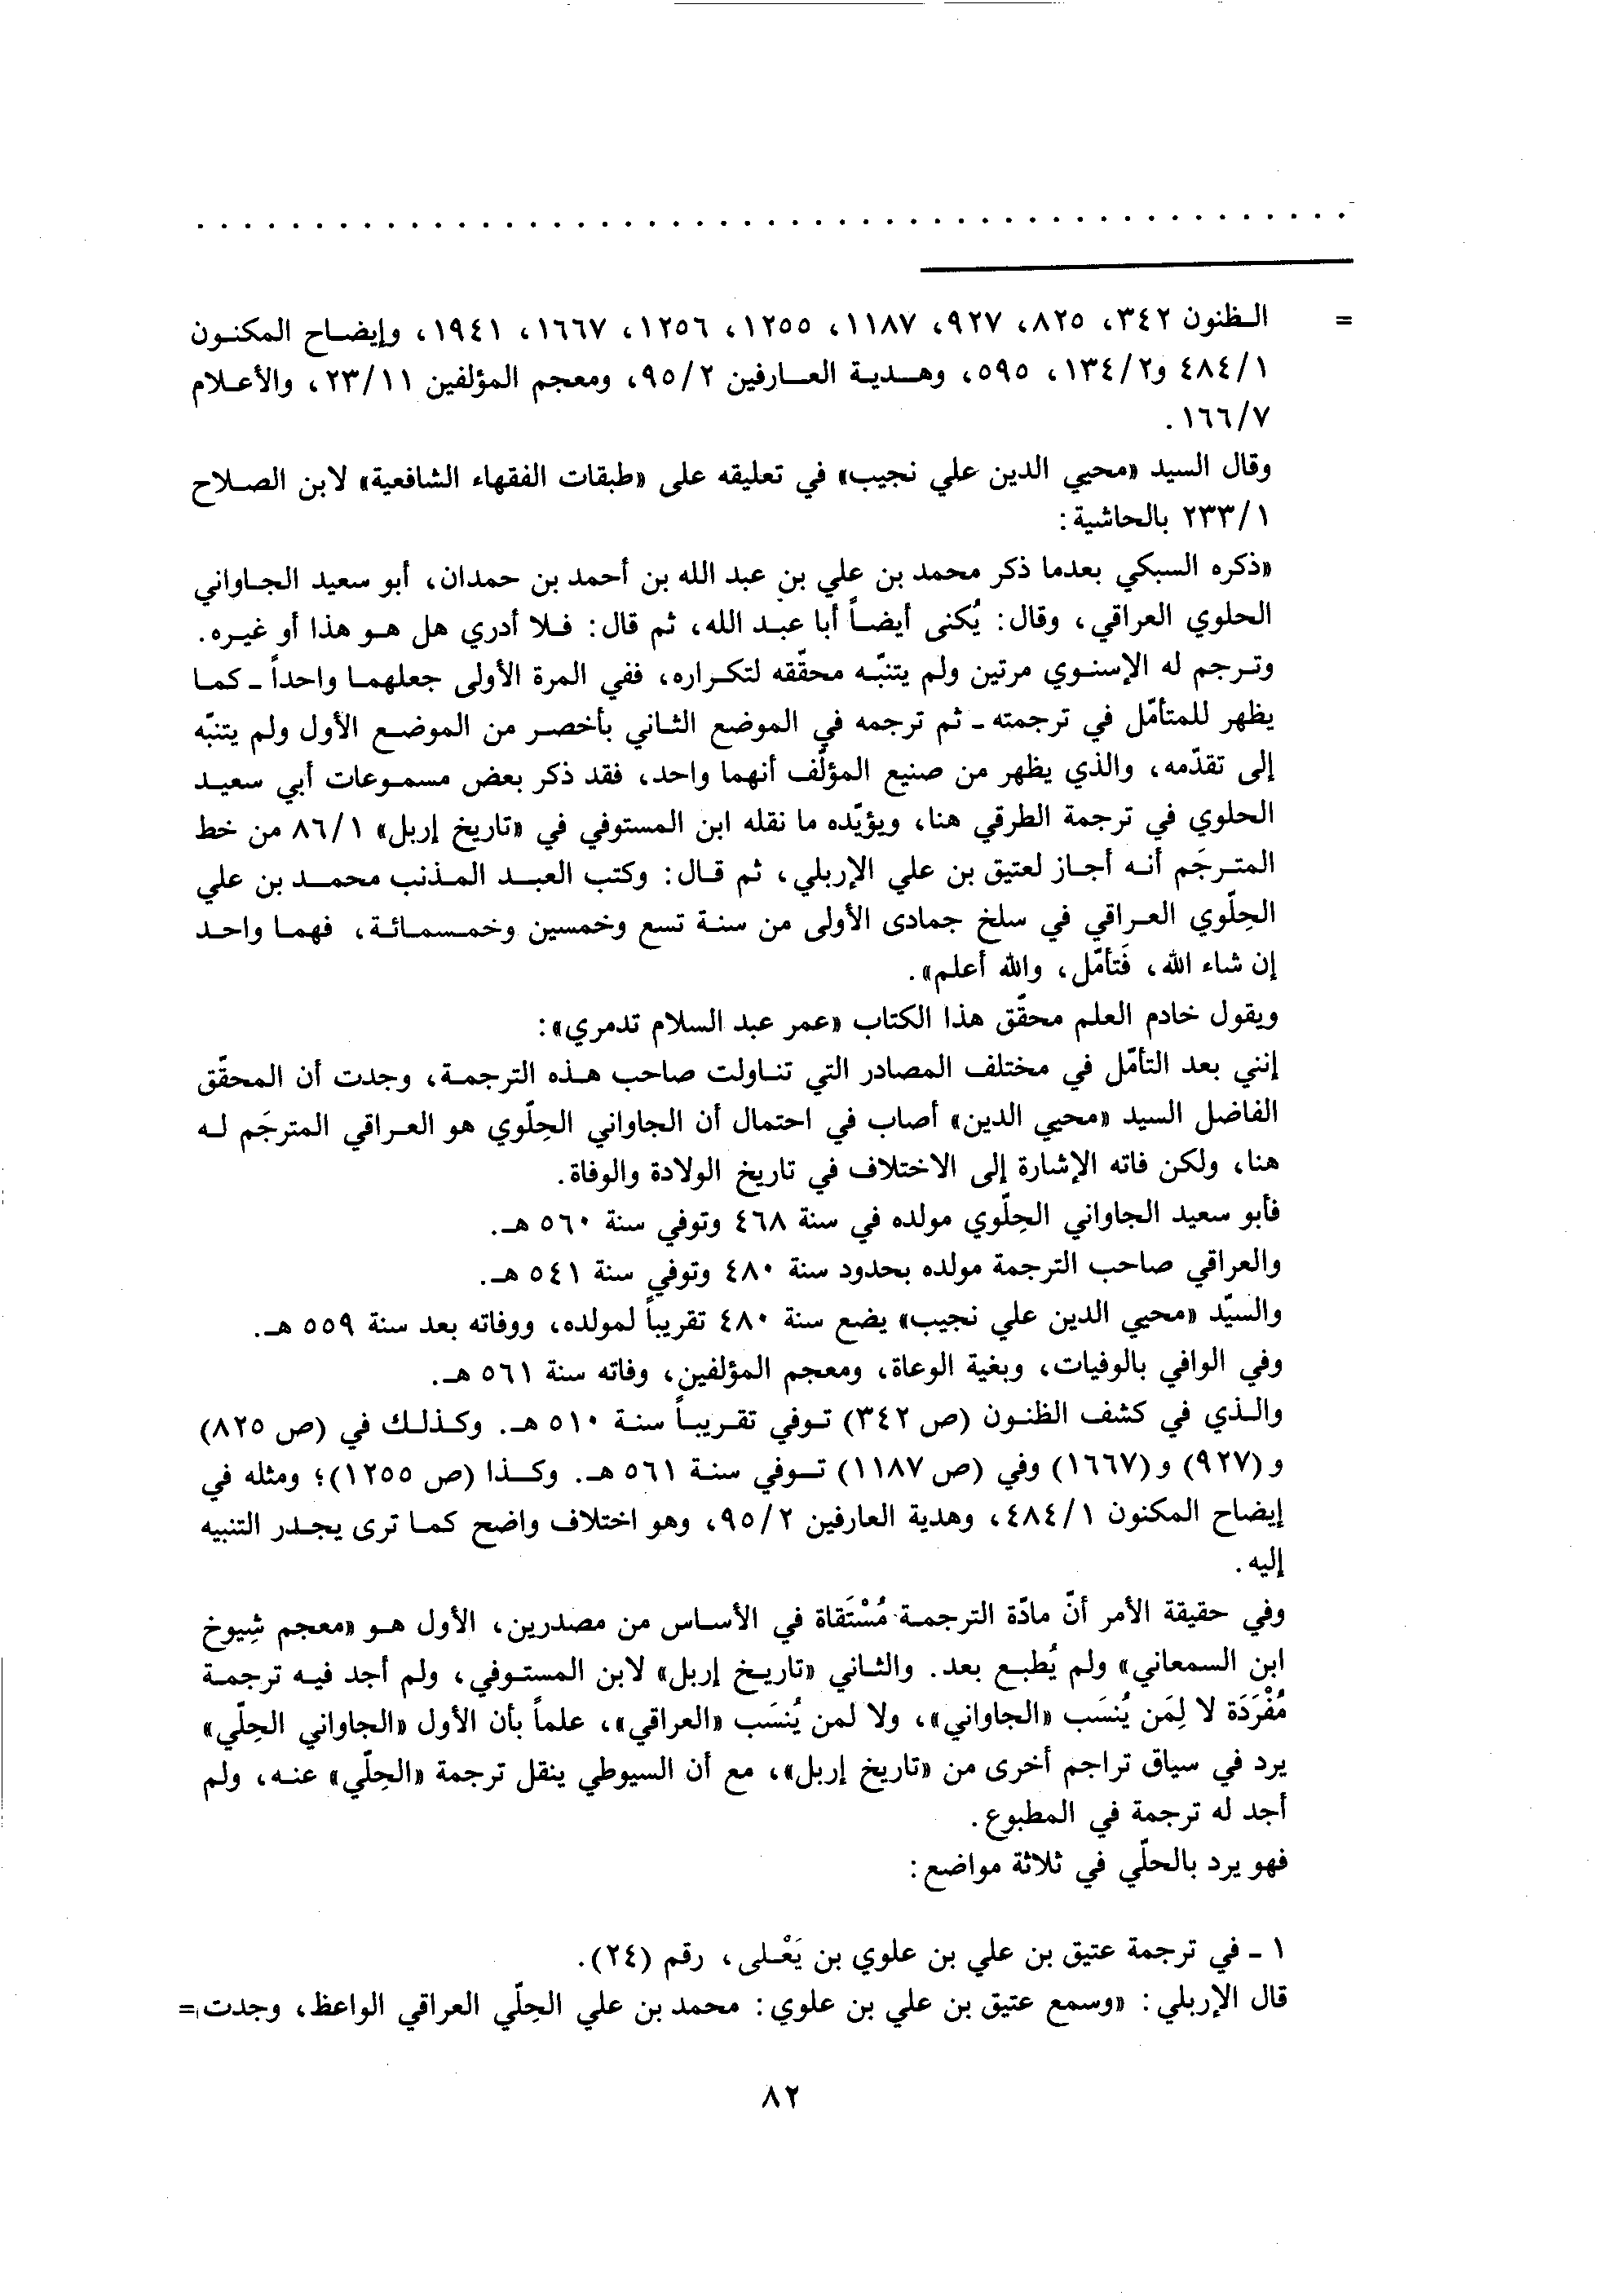 . . . . . . . . . . . . . . . . . . . . . . . . . . . . . . . . . . . . . . . . . . . . . . . . .
= الظنون ٣٤٢، ٨٢٥، ٩٢٧، ١١٨٧، ١٢٥٥، ١٢٥٦، ١٦٦٧، ١٩٤١، وإيضاح المكنون
١/٤٨٤ و٢/١٣٤، ٥٩٥، وهدية العارفين ٢/٩٥، ومعجم المؤلفين ١١/٢٣، والأعلام
٧/١٦٦.
وقال السيد «محيي الدين علي نجيب» في تعليقه على «طبقات الفقهاء الشافعية» لابن الصلاح
١/٢٣٣ بالحاشية:
«ذكره السبكي بعدما ذكر محمد بن علي بن عبد الله بن أحمد بن حمدان، أبو سعيد الجاواني
الحلوي العراقي، وقال: يُكنى أيضاً أبا عبد الله، ثم قال: فلا أدري هل هو هذا أو غيره.
وترجم له الإسنوي مرتين ولم يتنبّه محقّقه لتكراره، ففي المرة الأولى جعلهما واحداً - كما
يظهر للمتأمّل في ترجمته - ثم ترجمه في الموضع الثاني بأخصر من الموضع الأول ولم يتنبّه
إلى تقدّمه، والذي يظهر من صنيع المؤلّف أنهما واحد، فقد ذكر بعض مسموعات أبي سعيد
الحلوي في ترجمة الطرقي هنا، ويؤيّده ما نقله ابن المستوفي في «تاريخ إربل» ١/٨٦ من خط
المترجَم أنه أجاز لعتيق بن علي الإربلي، ثم قال: وكتب العبد المذنب محمد بن علي
الحِلّوي العراقي في سلخ جمادى الأولى من سنة تسع وخمسين وخمسمائة، فهما واحد
إن شاء الله، فَتأمّل، والله أعلم».
ويقول خادم العلم محقّق هذا الكتاب «عمر عبد السلام تدمري»:
إنني بعد التأمّل في مختلف المصادر التي تناولت صاحب هذه الترجمة، وجدت أن المحقّق
الفاضل السيد «محيي الدين» أصاب في احتمال أن الجاواني الحِلّوي هو العراقي المترجَم له
هنا، ولكن فاته الإشارة إلى الاختلاف في تاريخ الولادة والوفاة.
فأبو سعيد الجاواني الحِلّوي مولده في سنة ٤٦٨ وتوفي سنة ٥٦٠ هـ.
والعراقي صاحب الترجمة مولده بحدود سنة ٤٨٠ وتوفي سنة ٥٤١ هـ.
والسيّد «محيي الدين علي نجيب» يضع سنة ٤٨٠ تقريباً لمولده، ووفاته بعد سنة ٥٥٩ هـ.
وفي الوافي بالوفيات، وبغية الوعاة، ومعجم المؤلفين، وفاته سنة ٥٦١ هـ.
والذي في كشف الظنون (ص ٣٤٢) توفي تقريباً سنة ٥١٠ هـ. وكذلك في (ص ٨٢٥)
و (٩٢٧) و (١٦٦٧) وفي (ص ١١٨٧) توفي سنة ٥٦١ هـ. وكذا (ص ١٢٥٥)؛ ومثله في
إيضاح المكنون ١/٤٨٤، وهدية العارفين ٢/٩٥، وهو اختلاف واضح كما ترى يجدر التنبيه
إليه.
وفي حقيقة الأمر أنّ مادّة الترجمة مُسْتَقاة في الأساس من مصدرين، الأول هو «معجم شِيوخ
ابن السمعاني» ولم يُطبع بعد. والثاني «تاريخ إربل» لابن المستوفي، ولم أجد فيه ترجمة
مُفْرَدَة لا لِمَن يُنسَب «الجاواني»، ولا لمن يُنسَب «العراقي»، علماً بأن الأول «الجاواني الحِلّي»
يرد في سياق تراجم أخرى من «تاريخ إربل»، مع أن السيوطي ينقل ترجمة «الحِلّي» عنه، ولم
أجد له ترجمة في المطبوع.
فهو يرد بالحلّي في ثلاثة مواضع:
١ - في ترجمة عتيق بن علي بن علوي بن يَعْلى، رقم (٢٤).
قال الإربلي: «وسمع عتيق بن علي بن علوي: محمد بن علي الحِلّي العراقي الواعظ، وجدت =
٨٢